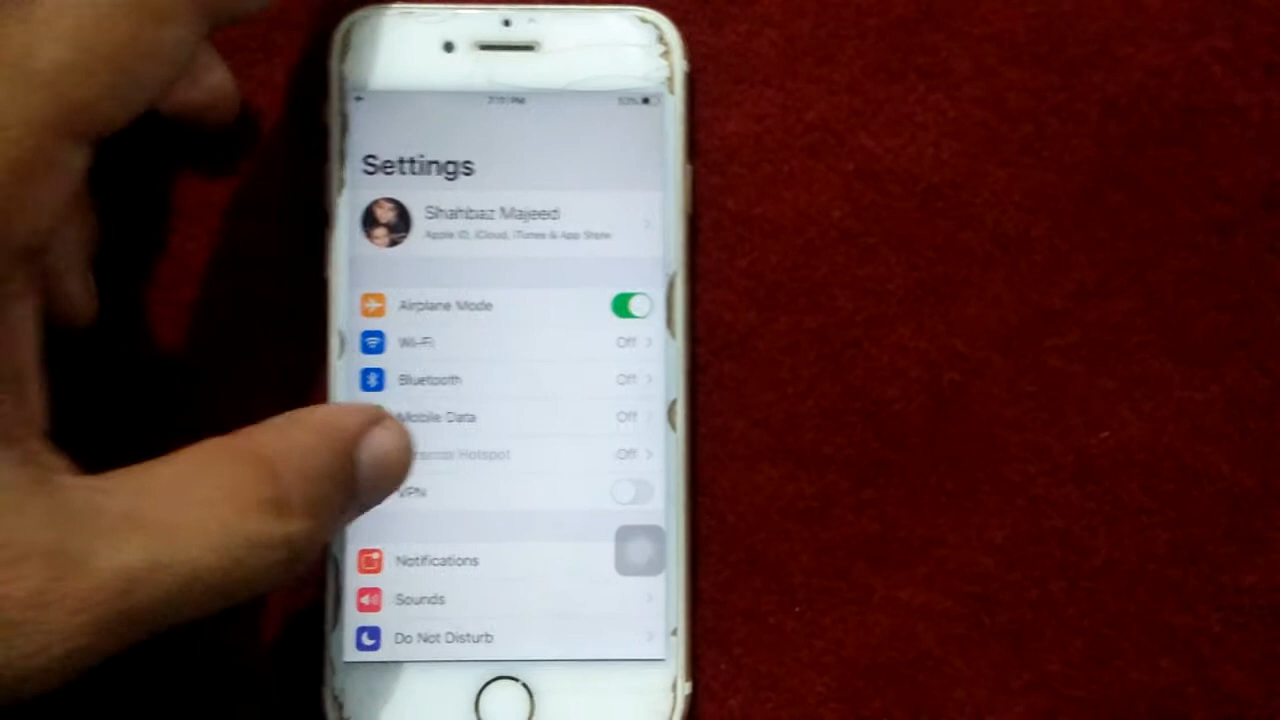 Settings
Shahbaz Majeed
Apple ID, iCloud, iTunes & App Store
Airplane Mode
Wi-Fi Off
Bluetooth Off
Mobile Data Off
Hotspot Off
VPN
Notifications
Sounds
Do Not Disturb